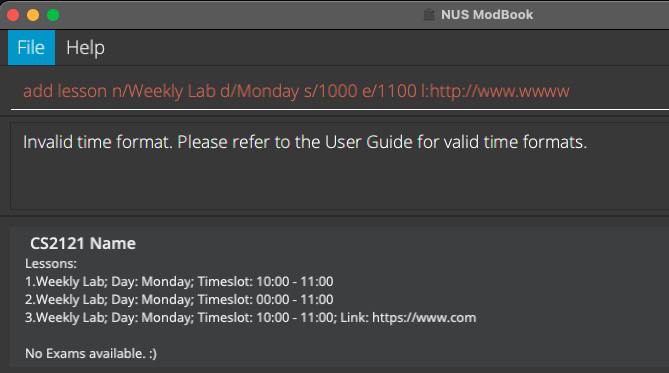 NUS ModBook
File Help
add lesson n/Weekly Lab d/Monday s/1000 e/1100 l:http://www.wwww
Invalid time format. Please refer to the User Guide for valid time formats.
CS2121 Name
Lessons:
1.Weekly Lab; Day: Monday; Timeslot: 10:00 - 11:00
2.Weekly Lab; Day: Monday; Timeslot: 00:00 - 11:00
3.Weekly Lab; Day: Monday; Timeslot: 10:00 - 11:00; Link: https://www.com
No Exams available. :)